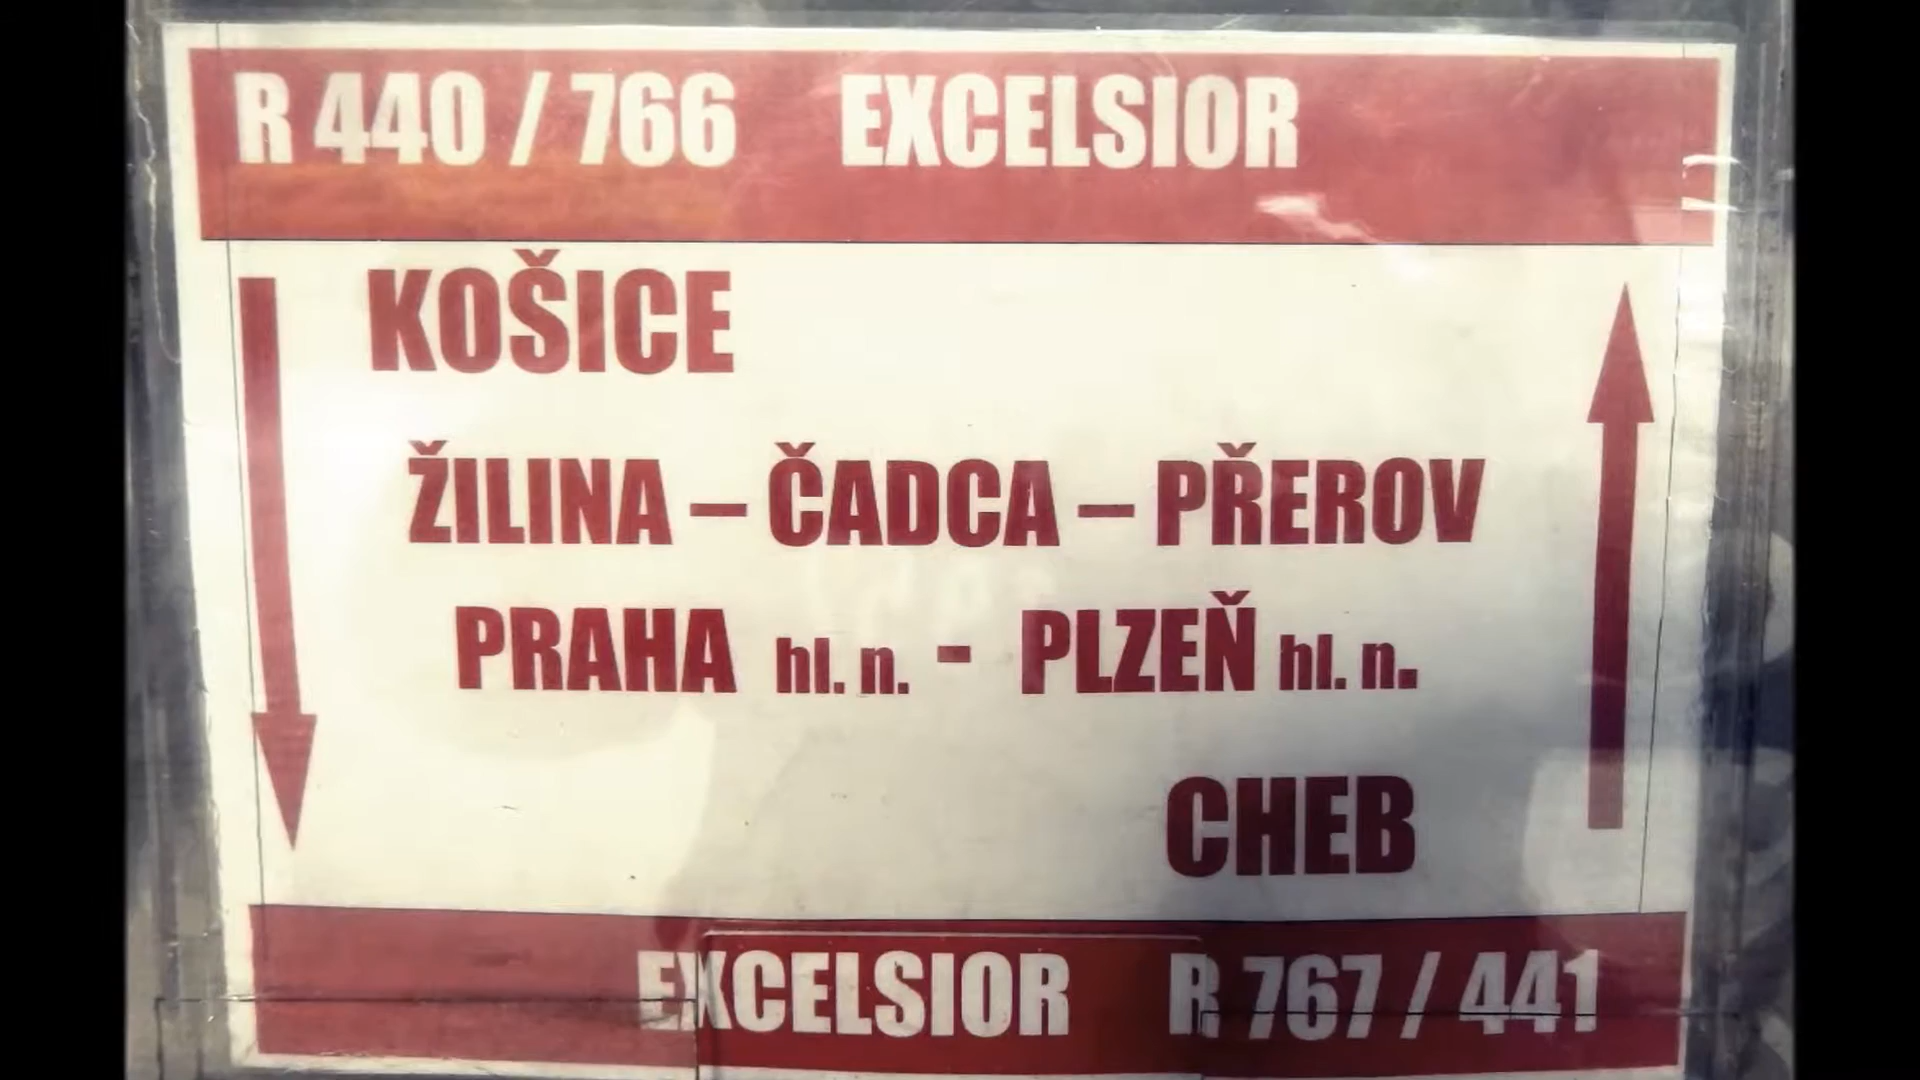 R 440 / 766 EXCELSIOR
KOŠICE
ŽILINA – ČADCA – PŘEROV
PRAHA hl. n. - PLZEŇ hl. n.
CHEB
EXCELSIOR R 767 / 441